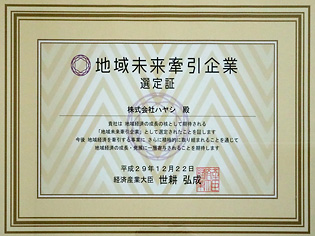 地域未来牽引企業
選定証
株式会社ハヤシ 殿
貴社は 地域経済の成長の核として期待される
「地域未来牽引企業」として選定されたことを証します
今後 地域経済を牽引する事業に、さらに積極的に取り組まれることを通じて
地域経済の成長・発展に一層寄与されることを期待します
平成29年12月22日
経済産業大臣 世耕 弘成